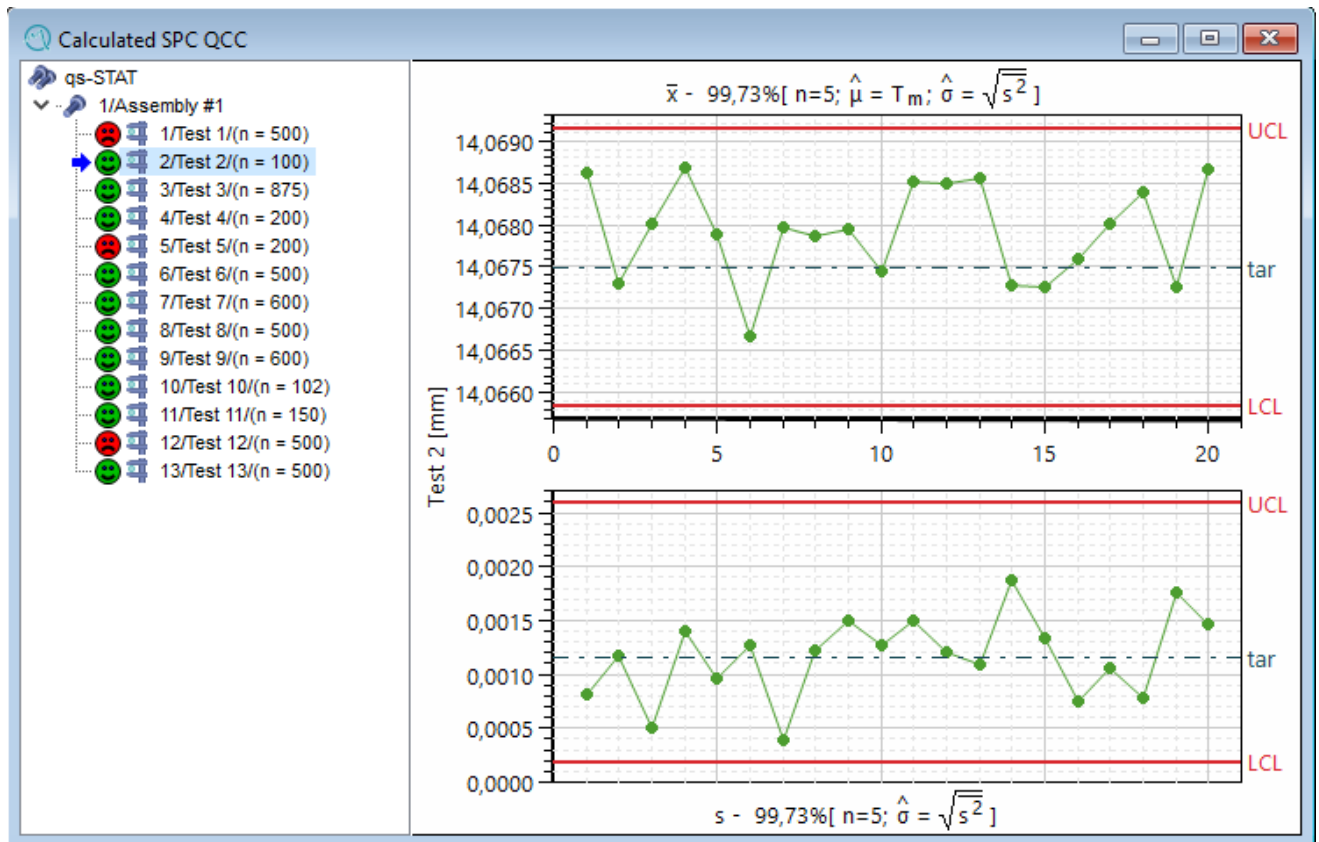 Calculated SPC QCC
qs-STAT
1/Assembly #1
1/Test 1/(n = 500)
2/Test 2/(n = 100)
3/Test 3/(n = 875)
4/Test 4/(n = 200)
5/Test 5/(n = 200)
6/Test 6/(n = 500)
7/Test 7/(n = 600)
8/Test 8/(n = 500)
9/Test 9/(n = 600)
10/Test 10/(n = 102)
11/Test 11/(n = 150)
12/Test 12/(n = 500)
13/Test 13/(n = 500)
x̄ - 99,73%[ n=5; μ̂ = Tm; σ̂ = √s̅²̅ ]
14,0690
14,0685
14,0680
14,0675
14,0670
14,0665
14,0660
UCL
tar
LCL
0 5 10 15 20
Test 2 [mm]
0,0025
0,0020
0,0015
0,0010
0,0005
0,0000
UCL
tar
LCL
s - 99,73%[ n=5; σ̂ = √s̅²̅ ]